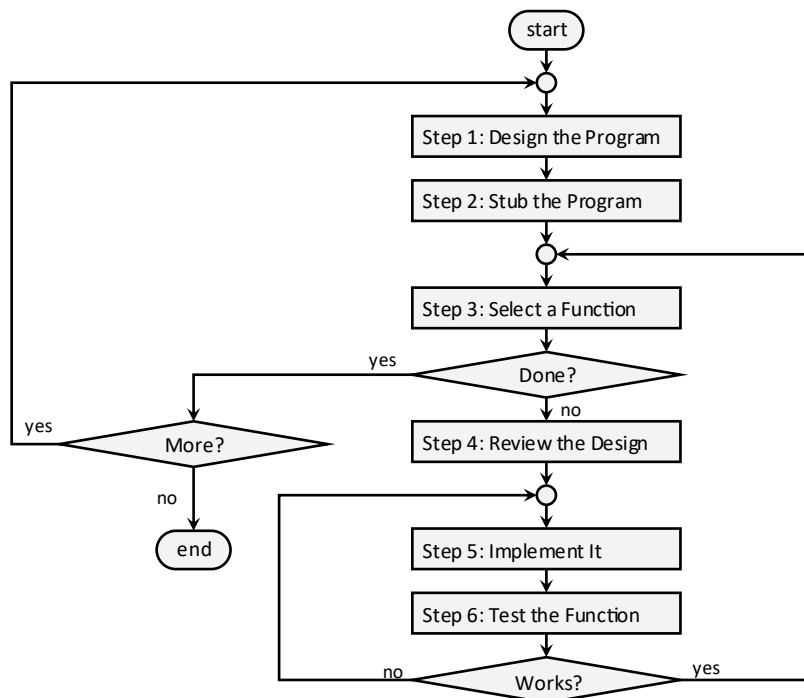 start
Step 1: Design the Program
Step 2: Stub the Program
Step 3: Select a Function
yes
Done?
no
yes
More?
Step 4: Review the Design
no
end
Step 5: Implement It
Step 6: Test the Function
no
Works?
yes